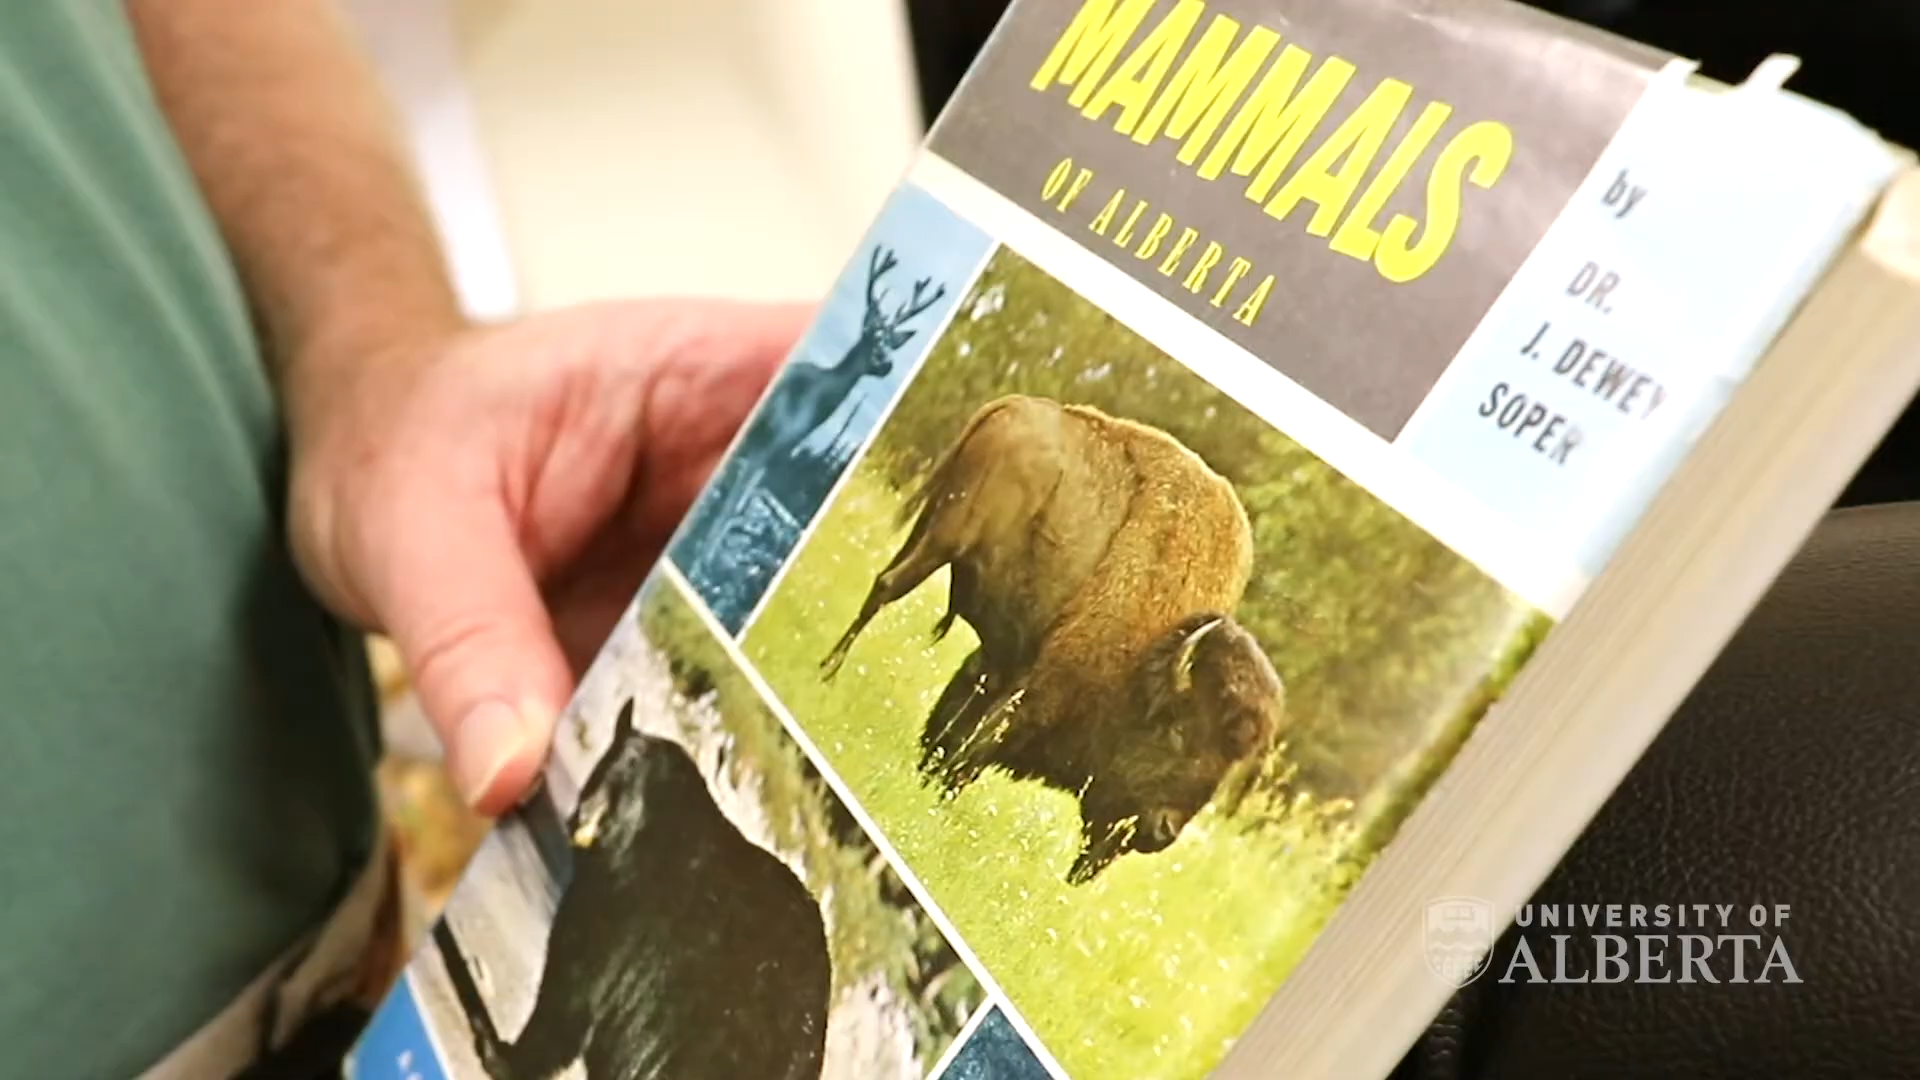 MAMMALS
OF ALBERTA
by
DR.
J. DEWEY
SOPER
UNIVERSITY OF
ALBERTA